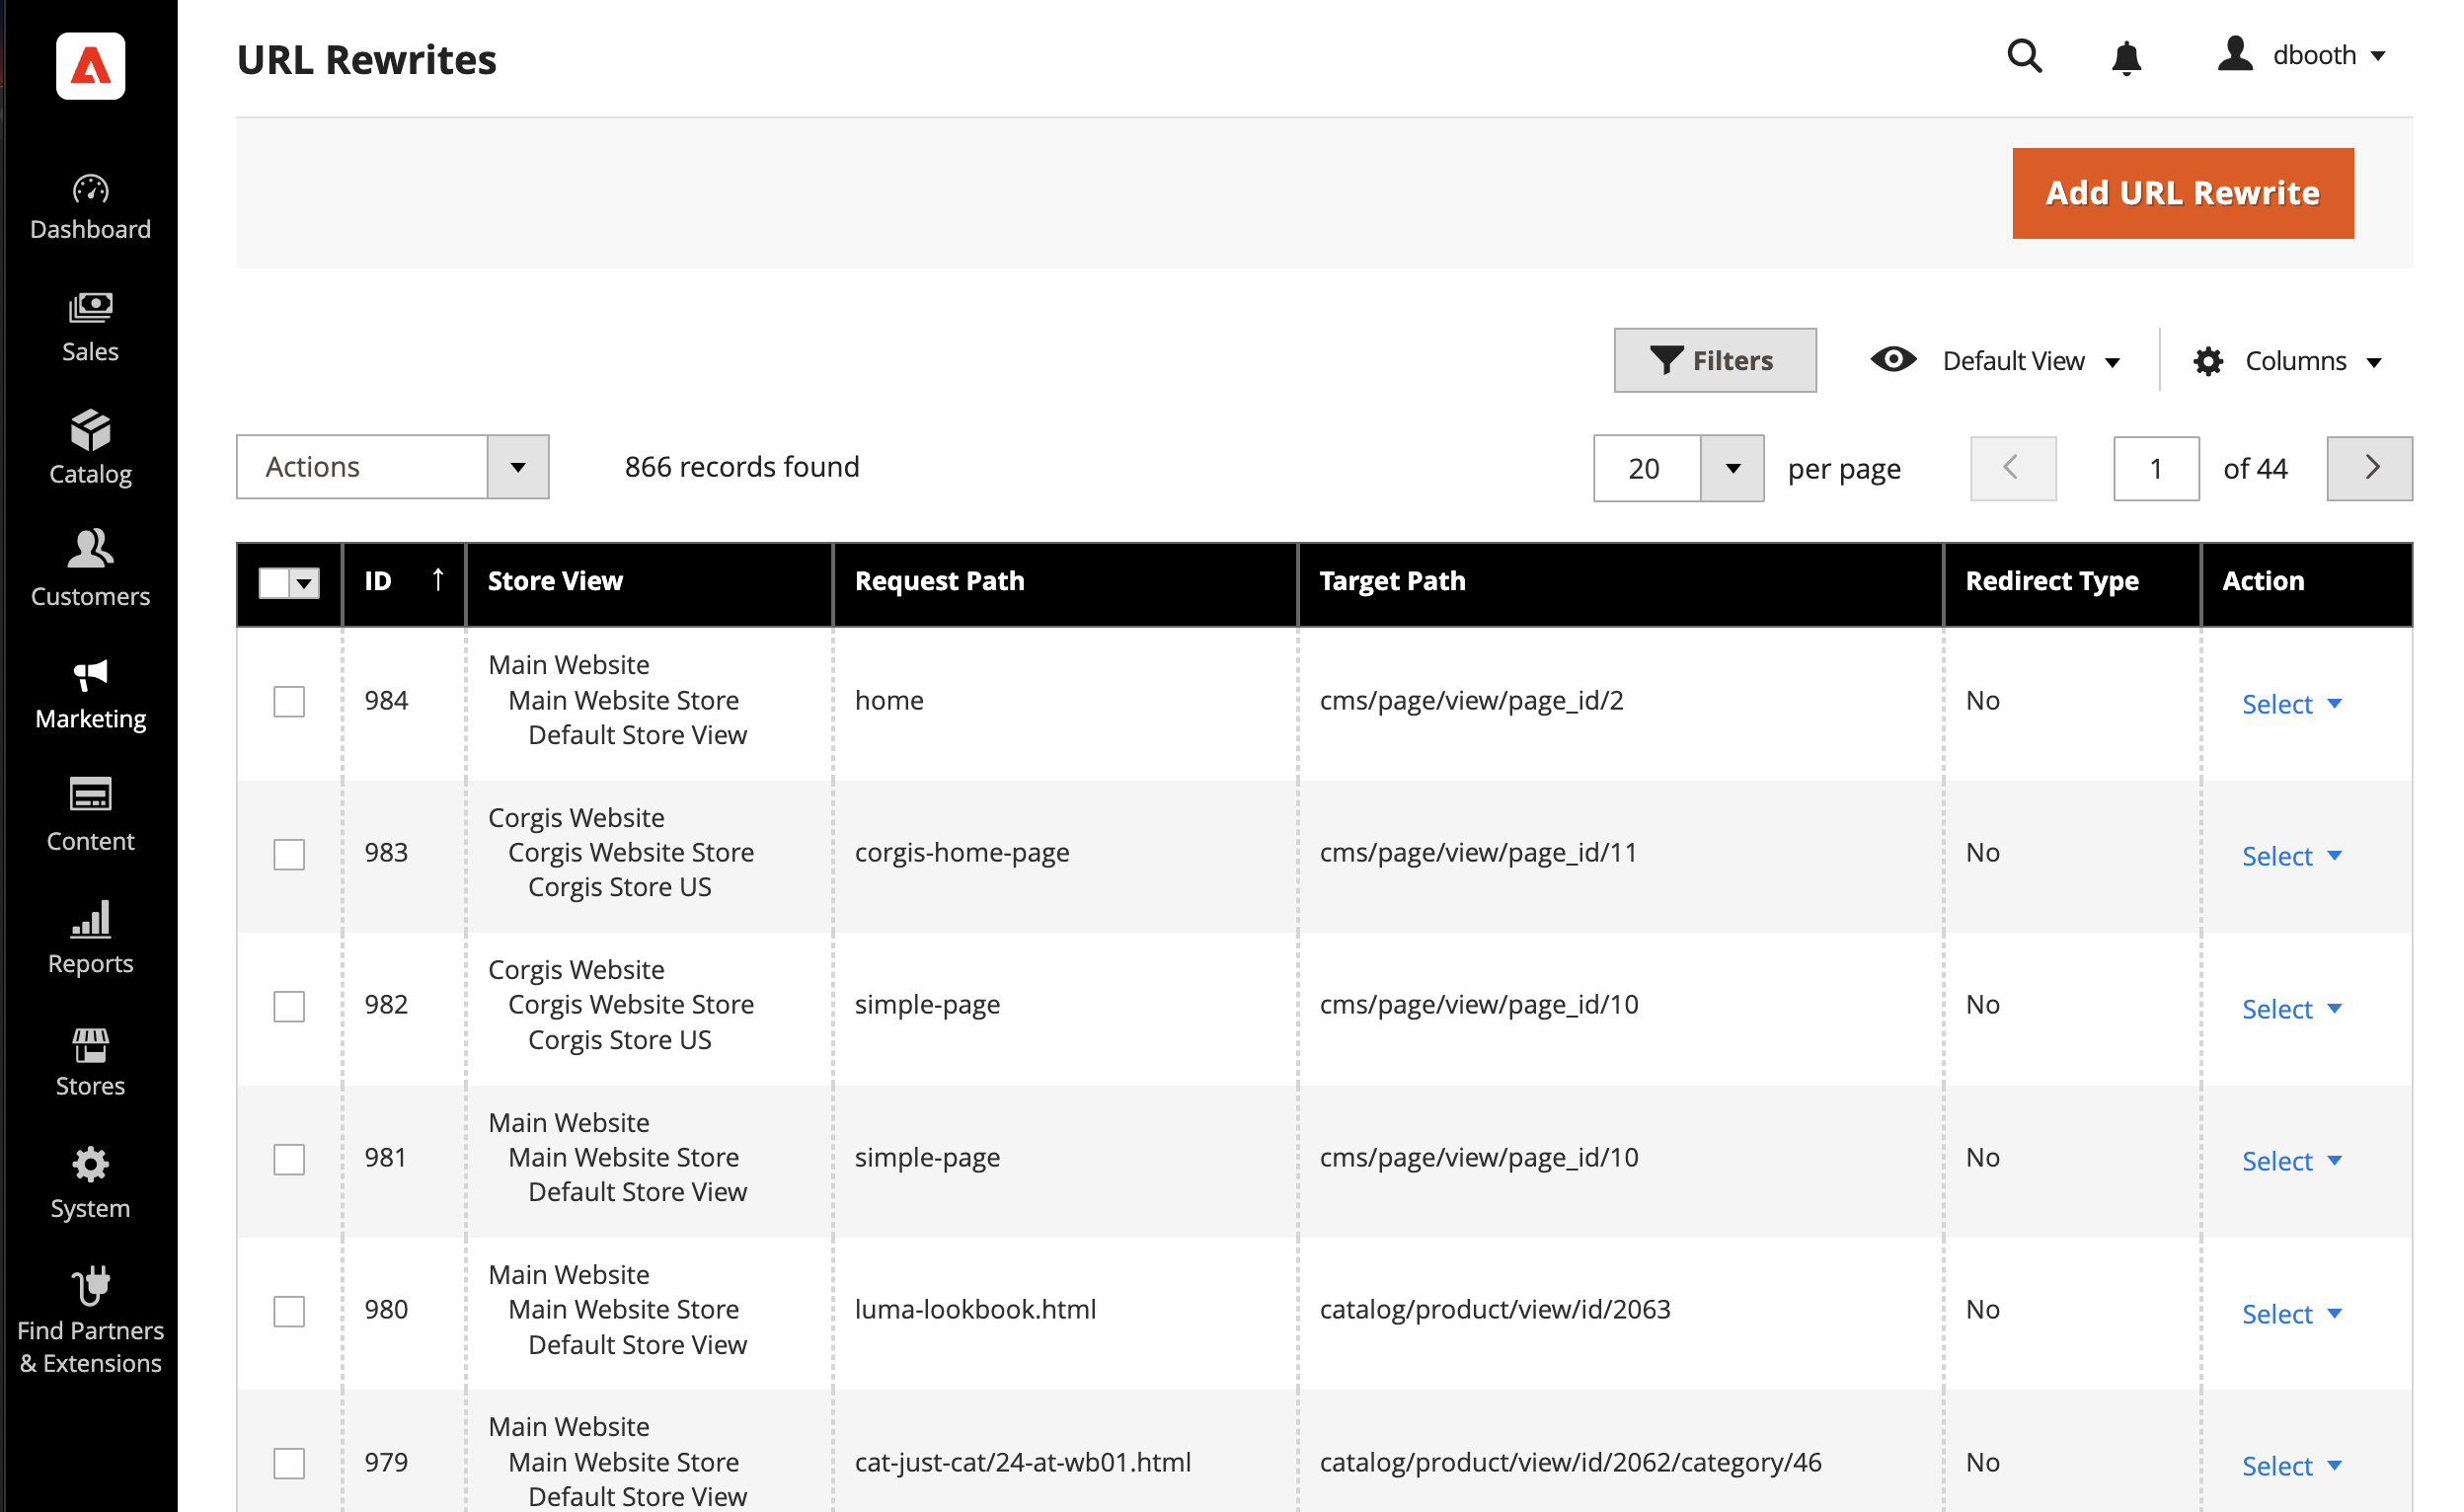 URL Rewrites
dbooth
Add URL Rewrite
Dashboard
Sales
Catalog
Customers
Marketing
Content
Reports
Stores
System
Find Partners
& Extensions
Filters
Default View
Columns
Actions
866 records found
20
per page
1
of 44
ID ↑ Store View Request Path Target Path Redirect Type Action
Main Website
984 Main Website Store home cms/page/view/page_id/2 No Select
Default Store View
Corgis Website
983 Corgis Website Store corgis-home-page cms/page/view/page_id/11 No Select
Corgis Store US
Corgis Website
982 Corgis Website Store simple-page cms/page/view/page_id/10 No Select
Corgis Store US
Main Website
981 Main Website Store simple-page cms/page/view/page_id/10 No Select
Default Store View
Main Website
980 Main Website Store luma-lookbook.html catalog/product/view/id/2063 No Select
Default Store View
Main Website
979 Main Website Store cat-just-cat/24-at-wb01.html catalog/product/view/id/2062/category/46 No Select
Default Store View